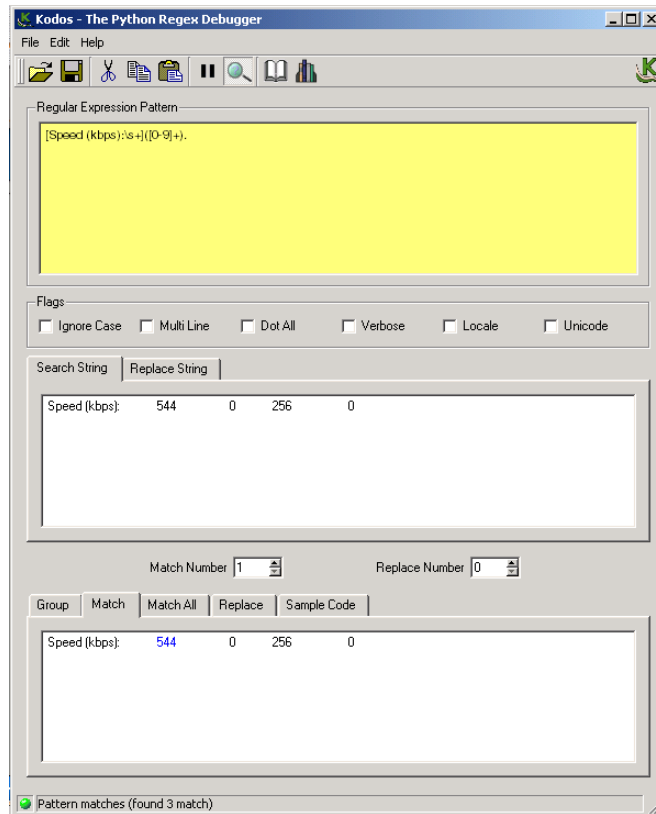 Kodos - The Python Regex Debugger
File Edit Help
K
Regular Expression Pattern
[Speed (kbps):\s+]([0-9]+).
Flags
Ignore Case Multi Line Dot All Verbose Locale Unicode
Search String Replace String
Speed (kbps): 544 0 256 0
Match Number 1 Replace Number 0
Group Match Match All Replace Sample Code
Speed (kbps): 544 0 256 0
Pattern matches (found 3 match)